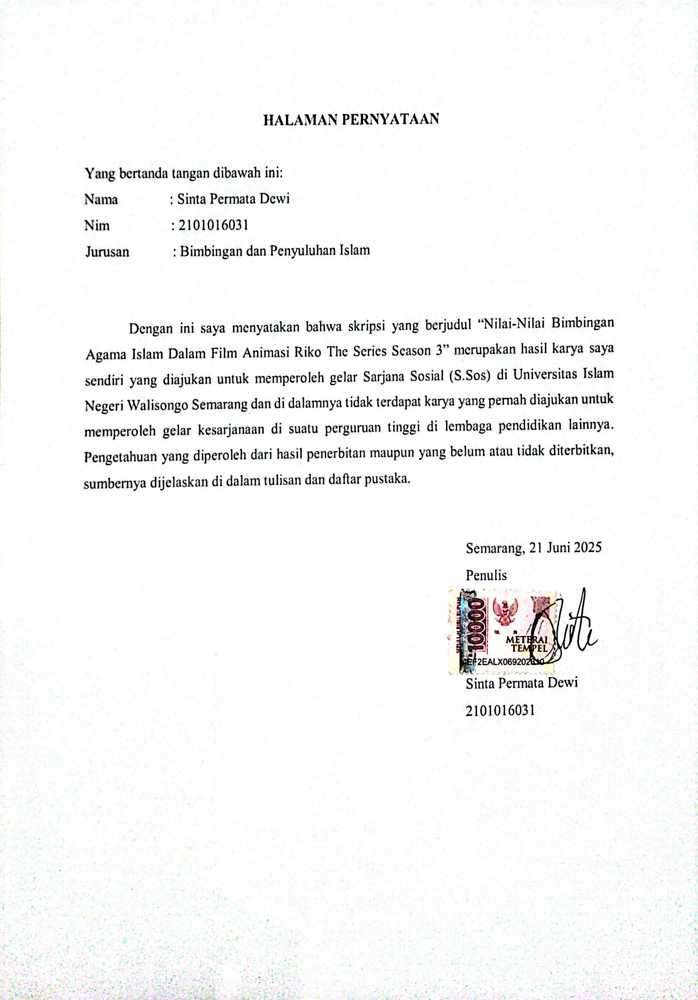 HALAMAN PERNYATAAN
Yang bertanda tangan dibawah ini:
Nama : Sinta Permata Dewi
Nim : 2101016031
Jurusan : Bimbingan dan Penyuluhan Islam
Dengan ini saya menyatakan bahwa skripsi yang berjudul “Nilai-Nilai Bimbingan
Agama Islam Dalam Film Animasi Riko The Series Season 3” merupakan hasil karya saya
sendiri yang diajukan untuk memperoleh gelar Sarjana Sosial (S.Sos) di Universitas Islam
Negeri Walisongo Semarang dan di dalamnya tidak terdapat karya yang pernah diajukan untuk
memperoleh gelar kesarjanaan di suatu perguruan tinggi di lembaga pendidikan lainnya.
Pengetahuan yang diperoleh dari hasil penerbitan maupun yang belum atau tidak diterbitkan,
sumbernya dijelaskan di dalam tulisan dan daftar pustaka.
Semarang, 21 Juni 2025
Penulis
SEPULUH RIBU RUPIAH
10000
TGL. 20
METERAI
TEMPEL
Sinta Permata Dewi
2101016031